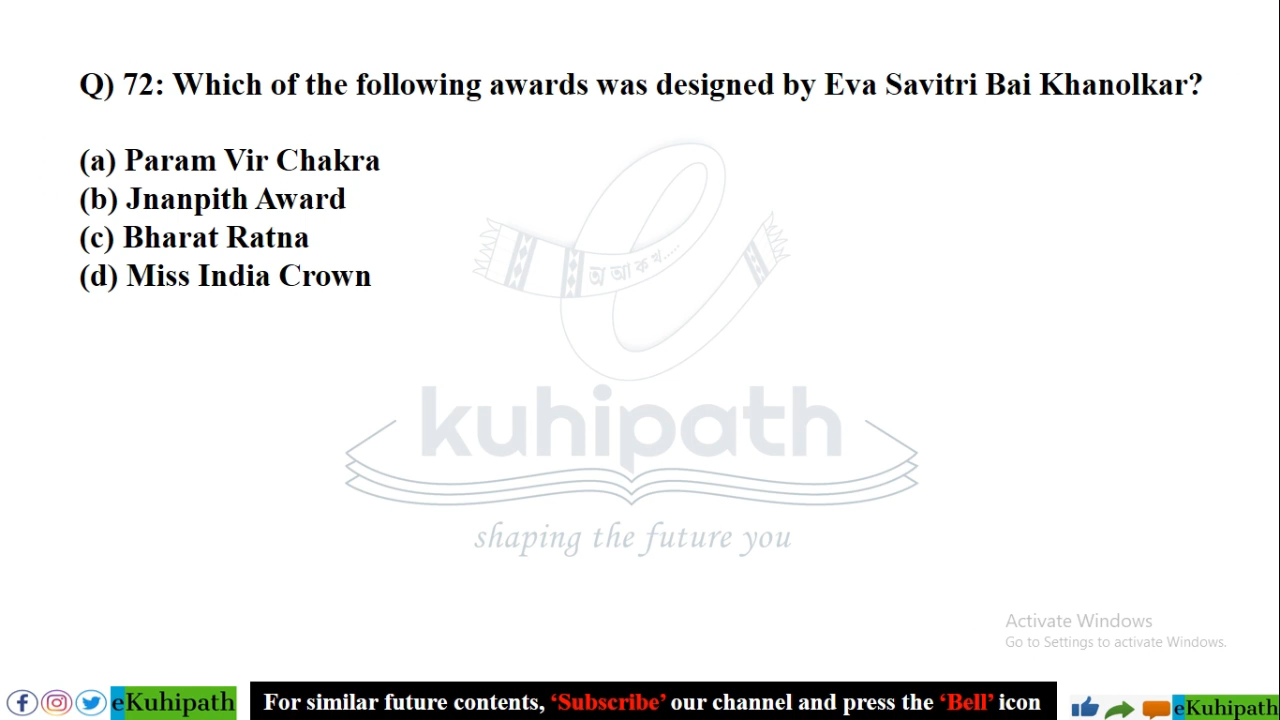 Q) 72: Which of the following awards was designed by Eva Savitri Bai Khanolkar?
(a) Param Vir Chakra
(b) Jnanpith Award
(c) Bharat Ratna
(d) Miss India Crown
অ আ ক খ.....
kuhipath
shaping the future you
Activate Windows
Go to Settings to activate Windows.
eKuhipath
For similar future contents, ‘Subscribe’ our channel and press the ‘Bell’ icon
eKuhipath